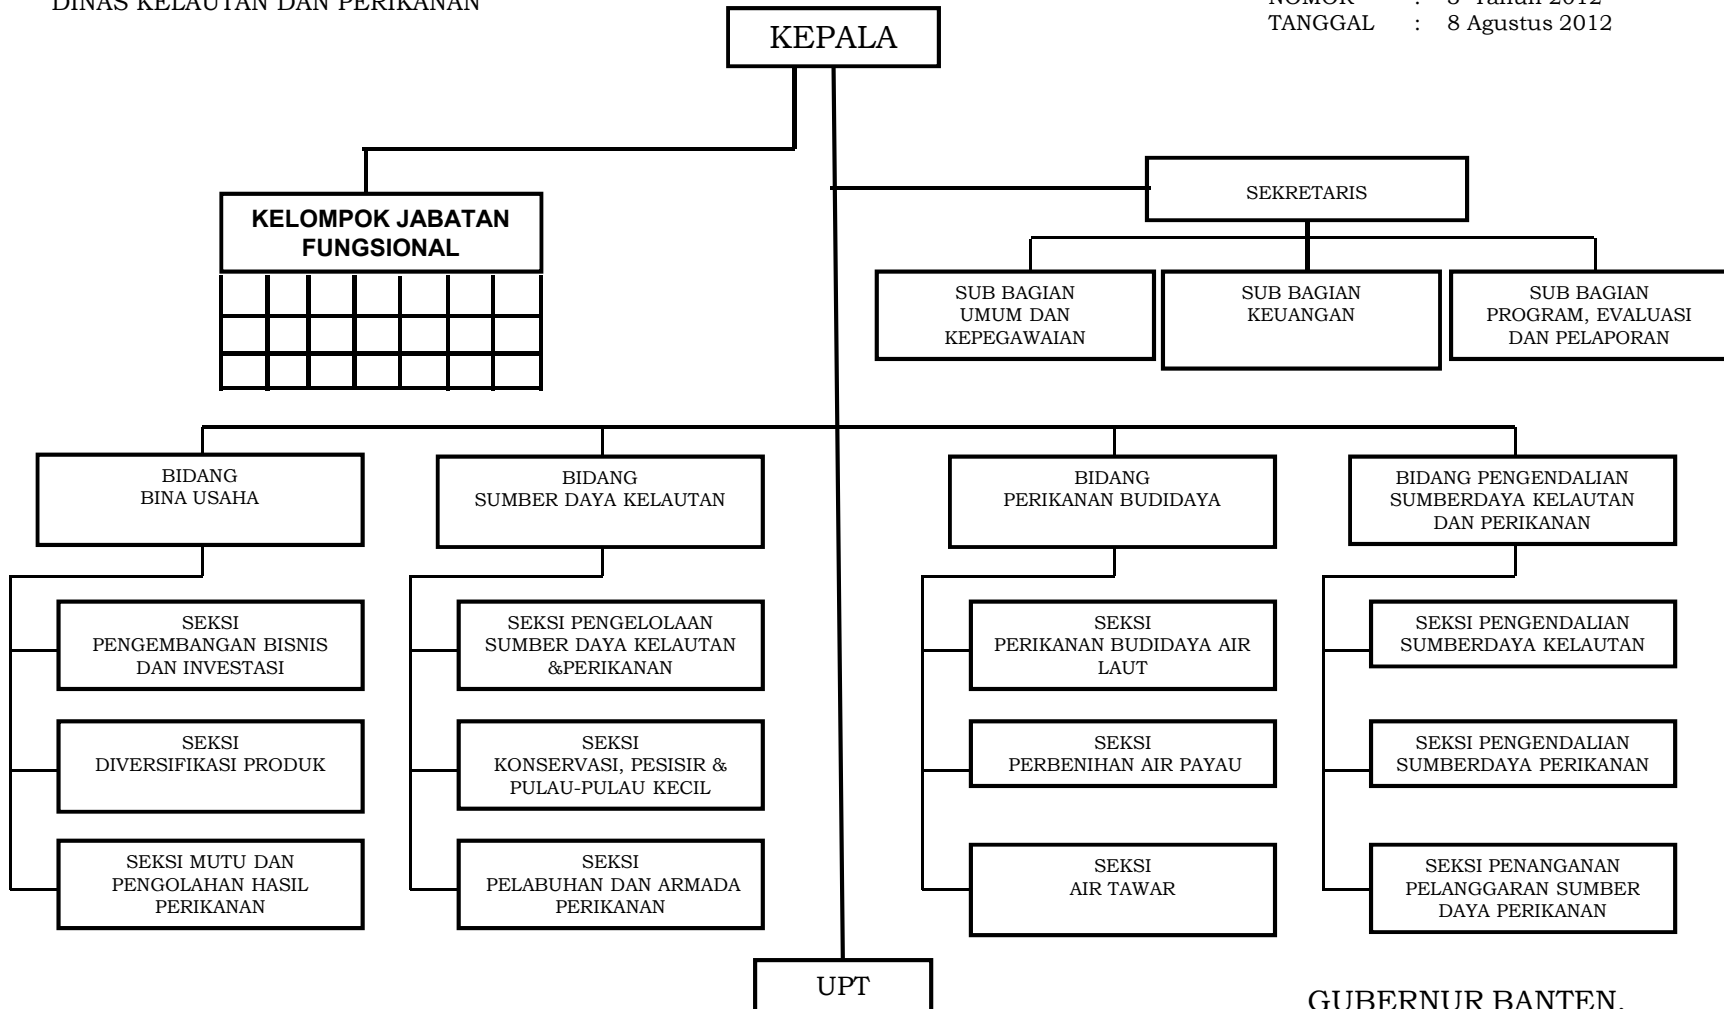 DINAS KELAUTAN DAN PERIKANAN
NOMOR : Tahun 2012
TANGGAL : 8 Agustus 2012
KEPALA
KELOMPOK JABATAN
FUNGSIONAL
SEKRETARIS
SUB BAGIAN
UMUM DAN
KEPEGAWAIAN
SUB BAGIAN
KEUANGAN
SUB BAGIAN
PROGRAM, EVALUASI
DAN PELAPORAN
BIDANG
BINA USAHA
BIDANG
SUMBER DAYA KELAUTAN
BIDANG
PERIKANAN BUDIDAYA
BIDANG PENGENDALIAN
SUMBERDAYA KELAUTAN
DAN PERIKANAN
SEKSI
PENGEMBANGAN BISNIS
DAN INVESTASI
SEKSI PENGELOLAAN
SUMBER DAYA KELAUTAN
&PERIKANAN
SEKSI
PERIKANAN BUDIDAYA AIR
LAUT
SEKSI PENGENDALIAN
SUMBERDAYA KELAUTAN
SEKSI
DIVERSIFIKASI PRODUK
SEKSI
KONSERVASI, PESISIR &
PULAU-PULAU KECIL
SEKSI
PERBENIHAN AIR PAYAU
SEKSI PENGENDALIAN
SUMBERDAYA PERIKANAN
SEKSI MUTU DAN
PENGOLAHAN HASIL
PERIKANAN
SEKSI
PELABUHAN DAN ARMADA
PERIKANAN
SEKSI
AIR TAWAR
SEKSI PENANGANAN
PELANGGARAN SUMBER
DAYA PERIKANAN
UPT
GUBERNUR BANTEN,